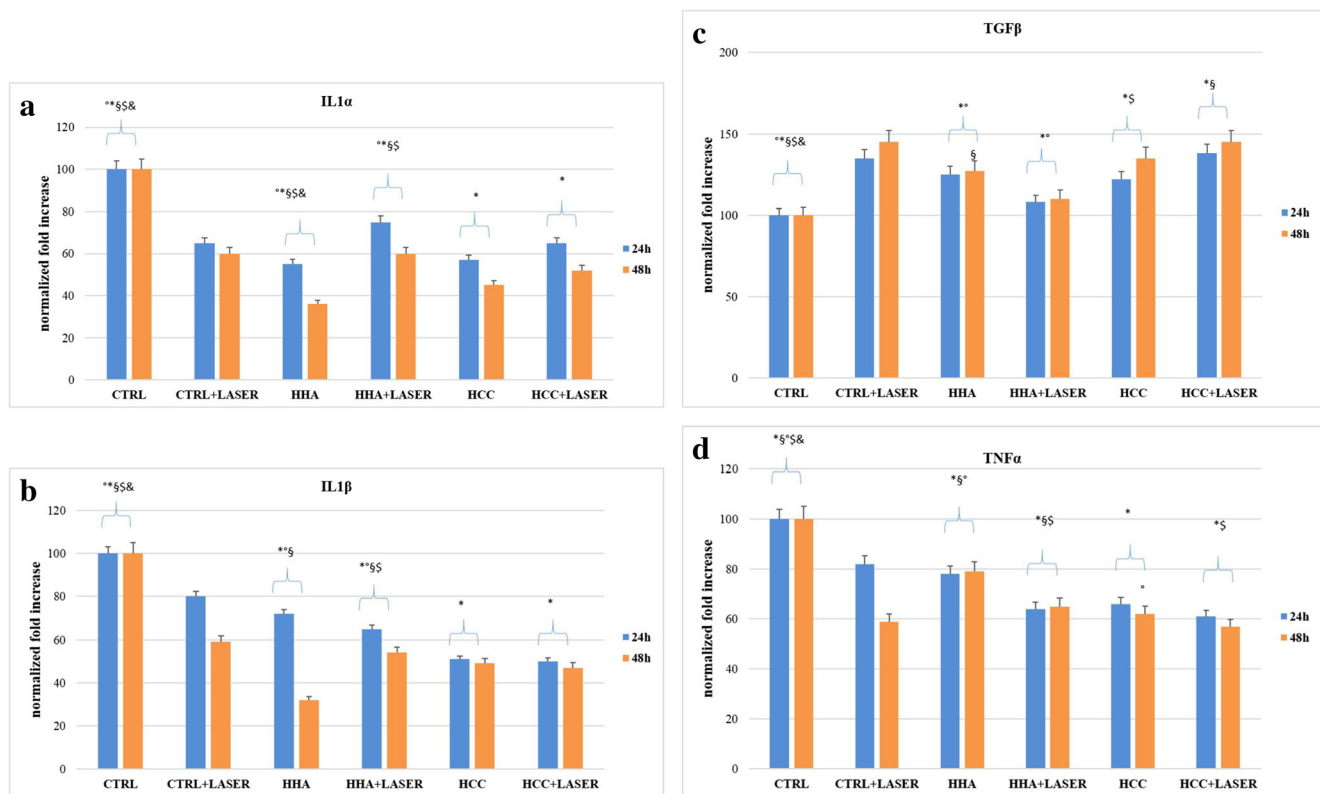 a
IL1α
°*§$&
°*§$&
°*§$
*
*
normalized fold increase
120
100
80
60
40
20
0
CTRL
CTRL+LASER
HHA
HHA+LASER
HCC
HCC+LASER
24h
48h
b
IL1β
°*§$&
*°§
*°§$
*
*
normalized fold increase
120
100
80
60
40
20
0
CTRL
CTRL+LASER
HHA
HHA+LASER
HCC
HCC+LASER
24h
48h
c
TGFβ
°*§$&
*°
§
*°
*$
*§
normalized fold increase
200
150
100
50
0
CTRL
CTRL+LASER
HHA
HHA+LASER
HCC
HCC+LASER
24h
48h
d
TNFα
*§°$&
*§°
*§$
*
°
*$
normalized fold increase
120
100
80
60
40
20
0
CTRL
CTRL+LASER
HHA
HHA+LASER
HCC
HCC+LASER
24h
48h